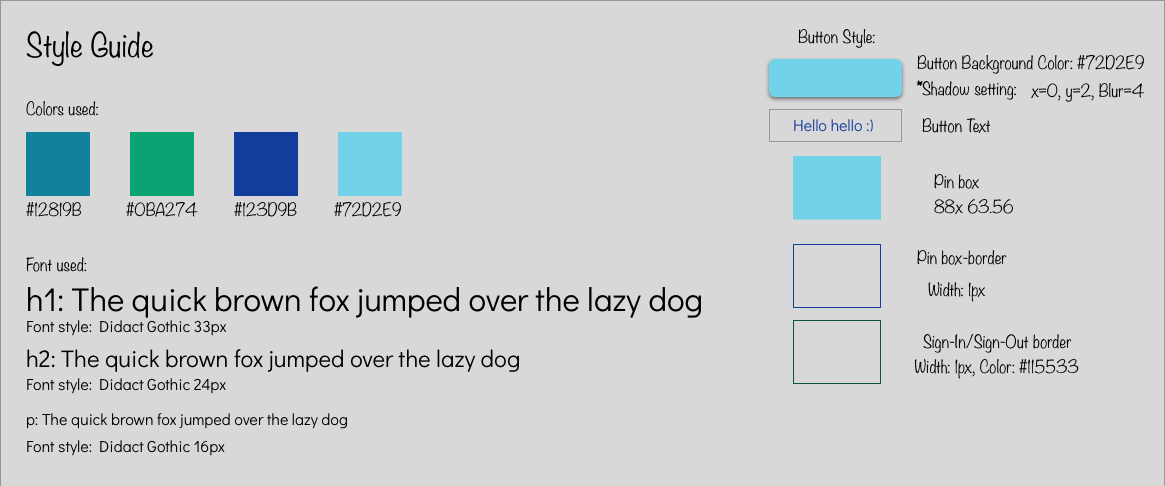 Style Guide
Colors used:
#12819B #0BA274 #123D9B #72D2E9
Font used:
h1: The quick brown fox jumped over the lazy dog
Font style: Didact Gothic 33px
h2: The quick brown fox jumped over the lazy dog
Font style: Didact Gothic 24px
p: The quick brown fox jumped over the lazy dog
Font style: Didact Gothic 16px
Button Style:
Button Background Color: #72D2E9
*Shadow setting: x=0, y=2, Blur=4
Hello hello :)
Button Text
Pin box
88x 63.56
Pin box-border
Width: 1px
Sign-In/Sign-Out border
Width: 1px, Color: #115533